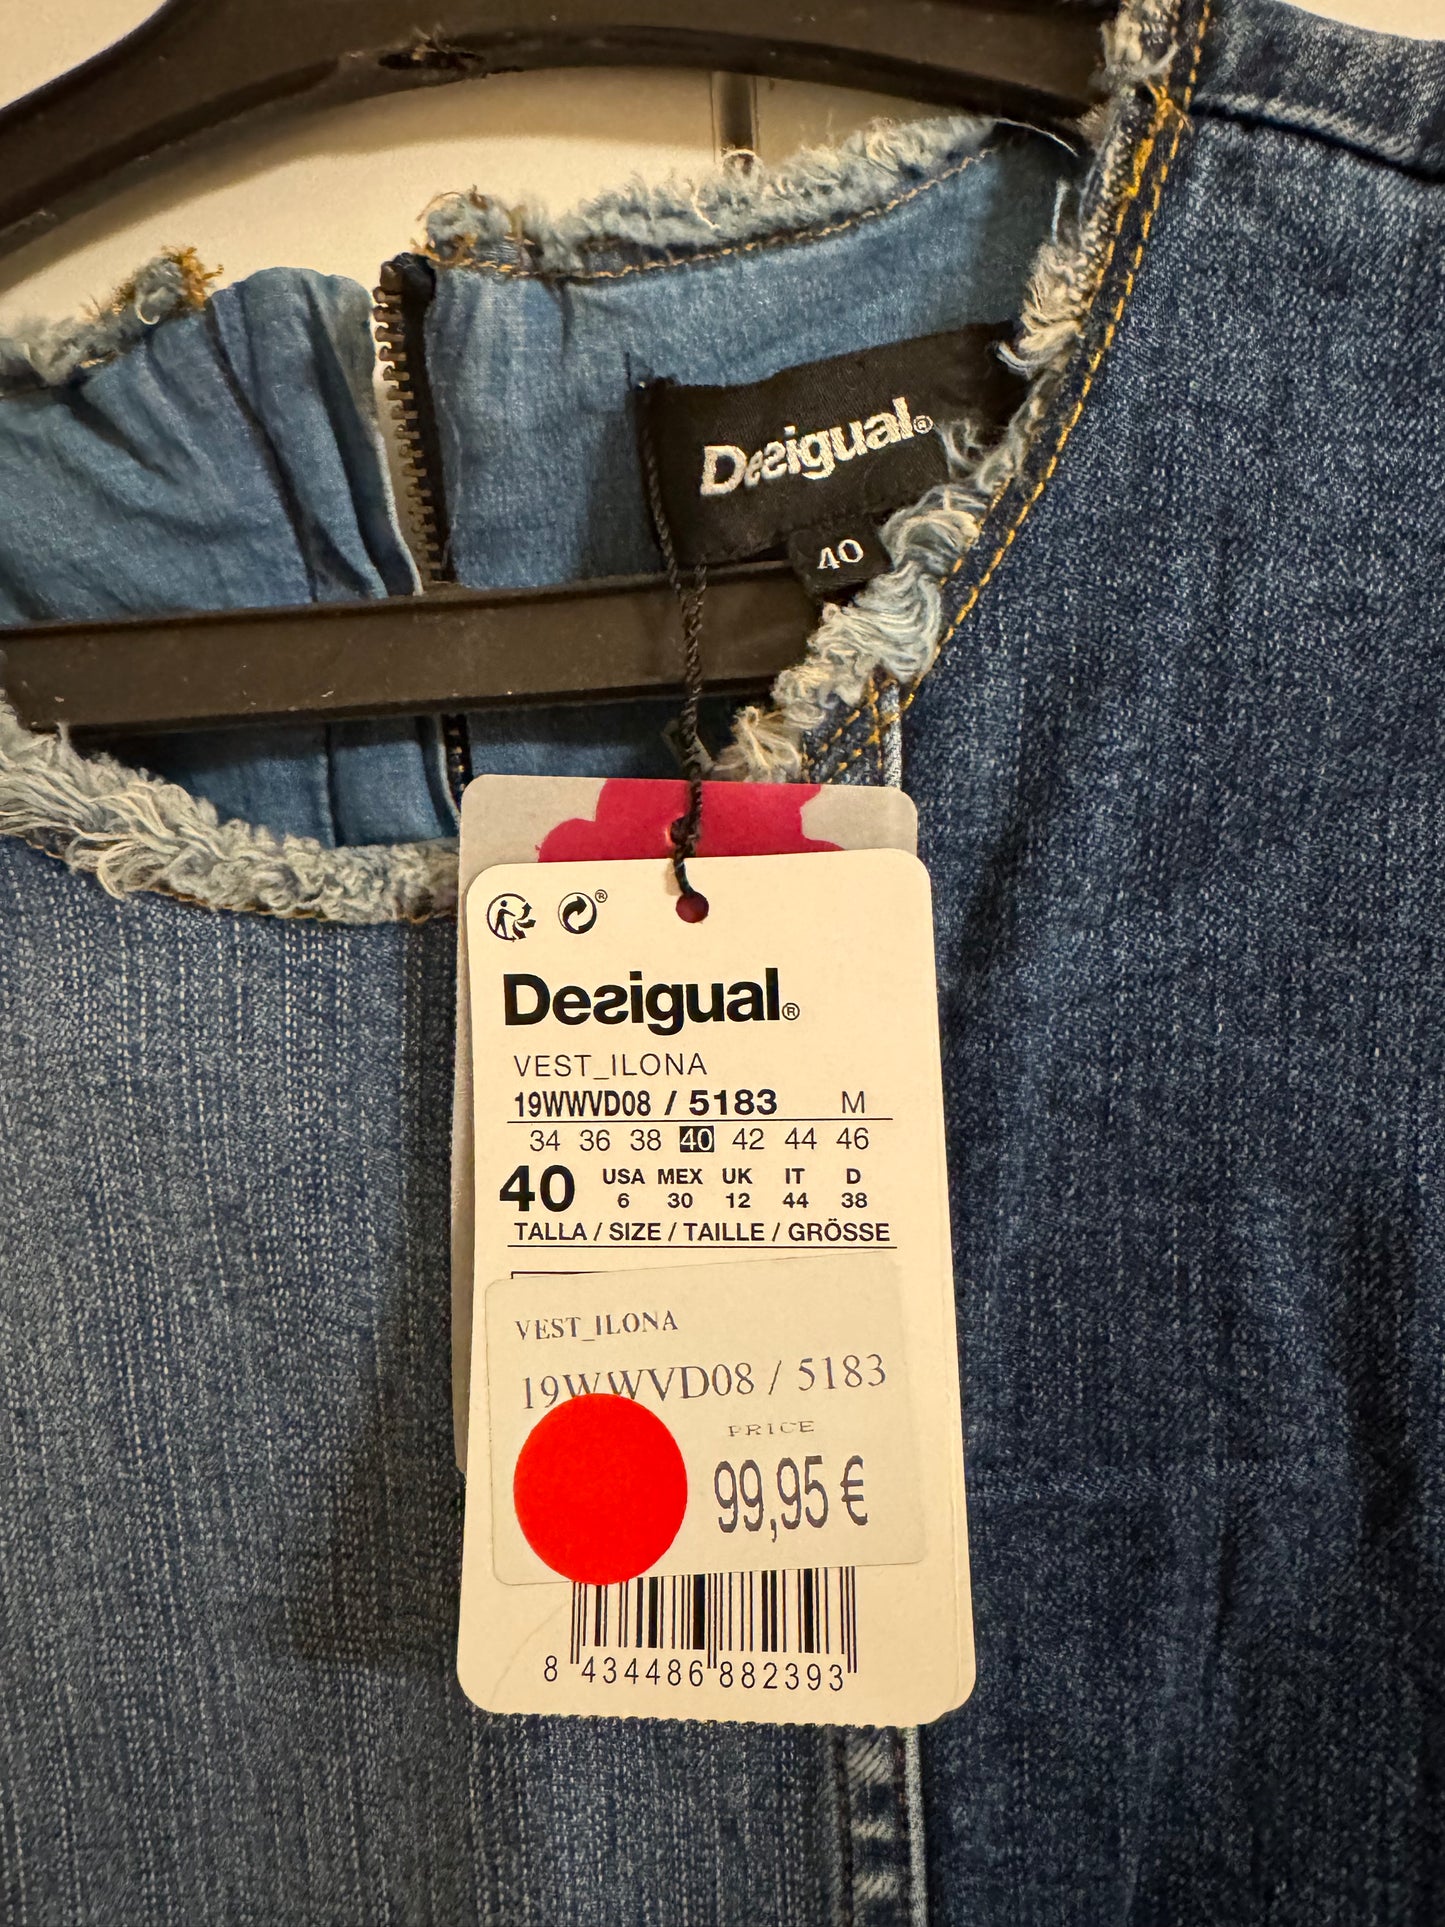 Desigual®
40
Desigual®
VEST_ILONA
19WWVD08 / 5183 M
34 36 38 40 42 44 46
40 USA MEX UK IT D
6 30 12 44 38
TALLA / SIZE / TAILLE / GRÖSSE
VEST_ILONA
19WWVD08 / 5183
PRICE
99,95 €
8 434486 882393